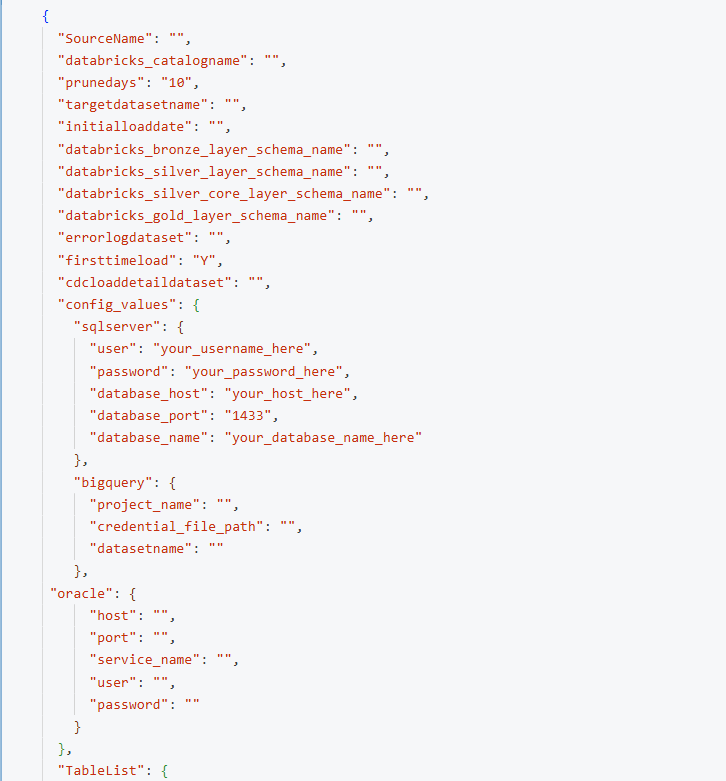 {
"SourceName": "",
"databricks_catalogname": "",
"prunedays": "10",
"targetdatasetname": "",
"initialloaddate": "",
"databricks_bronze_layer_schema_name": "",
"databricks_silver_layer_schema_name": "",
"databricks_silver_core_layer_schema_name": "",
"databricks_gold_layer_schema_name": "",
"errorlogdataset": "",
"firsttimeload": "Y",
"cdcloaddetaildataset": "",
"config_values": {
"sqlserver": {
"user": "your_username_here",
"password": "your_password_here",
"database_host": "your_host_here",
"database_port": "1433",
"database_name": "your_database_name_here"
},
"bigquery": {
"project_name": "",
"credential_file_path": "",
"datasetname": ""
},
"oracle": {
"host": "",
"port": "",
"service_name": "",
"user": "",
"password": ""
}
},
"TableList": {